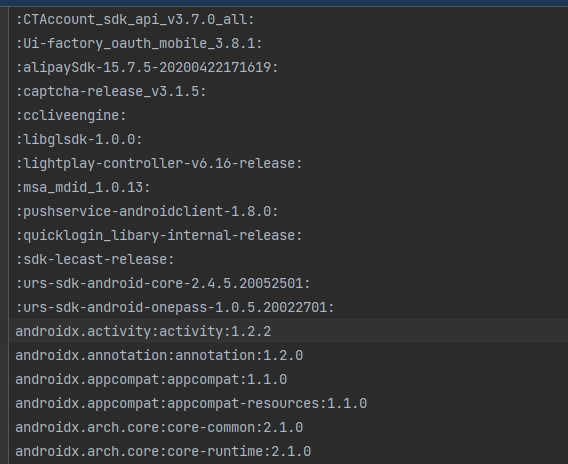 :CTAccount_sdk_api_v3.7.0_all:
:Ui-factory_oauth_mobile_3.8.1:
:alipaySdk-15.7.5-20200422171619:
:captcha-release_v3.1.5:
:ccliveengine:
:libglsdk-1.0.0:
:lightplay-controller-v6.16-release:
:msa_mdid_1.0.13:
:pushservice-androidclient-1.8.0:
:quicklogin_libary-internal-release:
:sdk-lecast-release:
:urs-sdk-android-core-2.4.5.20052501:
:urs-sdk-android-onepass-1.0.5.20022701:
androidx.activity:activity:1.2.2
androidx.annotation:annotation:1.2.0
androidx.appcompat:appcompat:1.1.0
androidx.appcompat:appcompat-resources:1.1.0
androidx.arch.core:core-common:2.1.0
androidx.arch.core:core-runtime:2.1.0